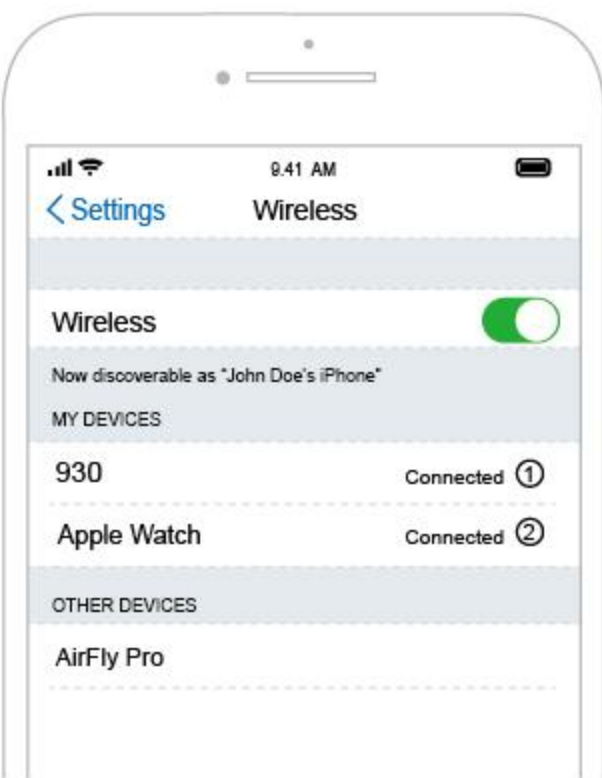 9.41 AM
Settings Wireless
Wireless
Now discoverable as "John Doe's iPhone"
MY DEVICES
930 Connected ①
Apple Watch Connected ②
OTHER DEVICES
AirFly Pro